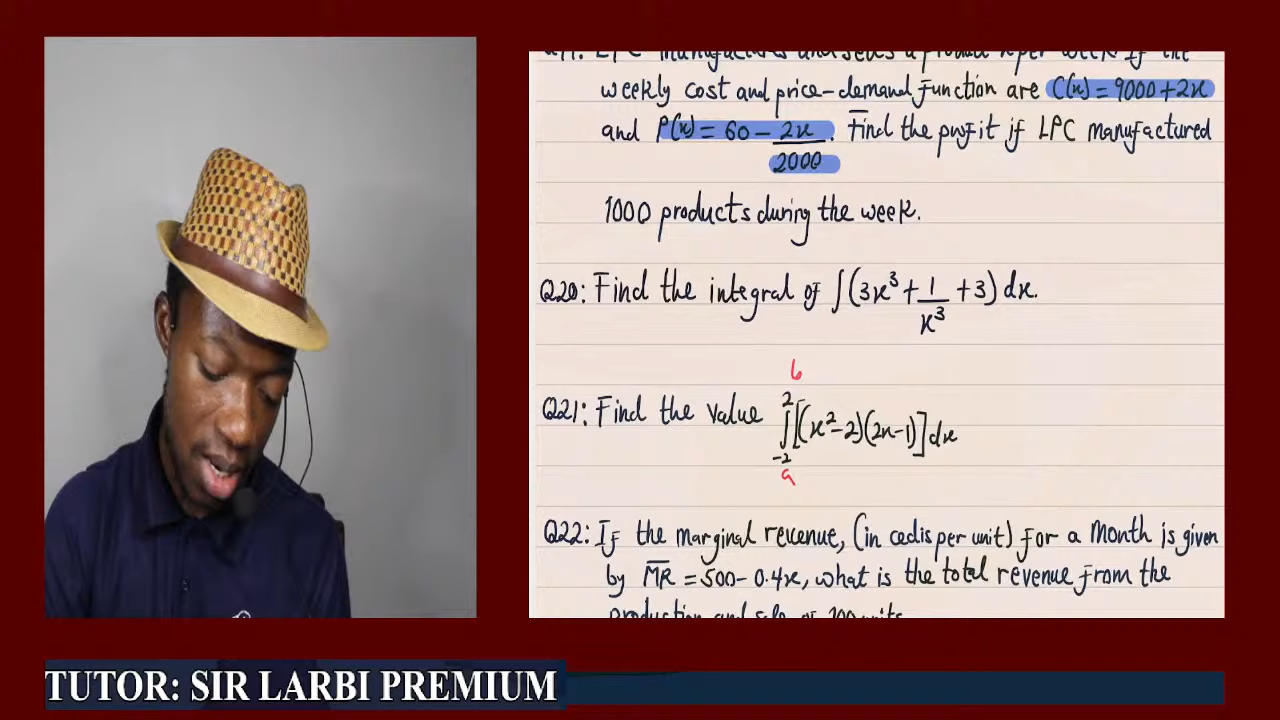 weekly cost and price-demand function are C(x) = 9000+2x
and P(x) = 60 - 2x/2000. Find the profit if LPC manufactured
1000 products during the week.
Q20: Find the integral of ∫(3x³ + 1/x³ + 3) dx.
b
Q21: Find the value ∫₋₂² [(x²-2)(2x-1)] dx
a
Q22: If the marginal revenue, (in cedis per unit) for a month is given
by MR = 500 - 0.4x, what is the total revenue from the
TUTOR: SIR LARBI PREMIUM